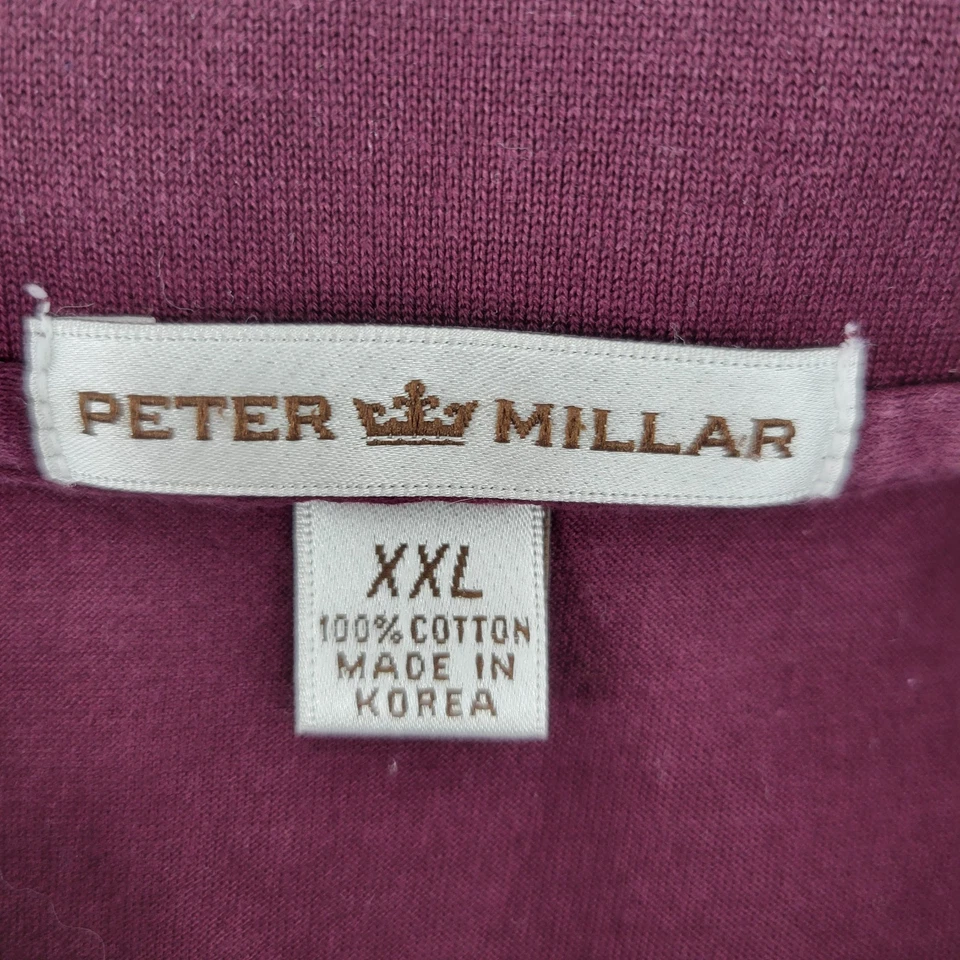 PETER MILLAR
XXL
100% COTTON
MADE IN
KOREA